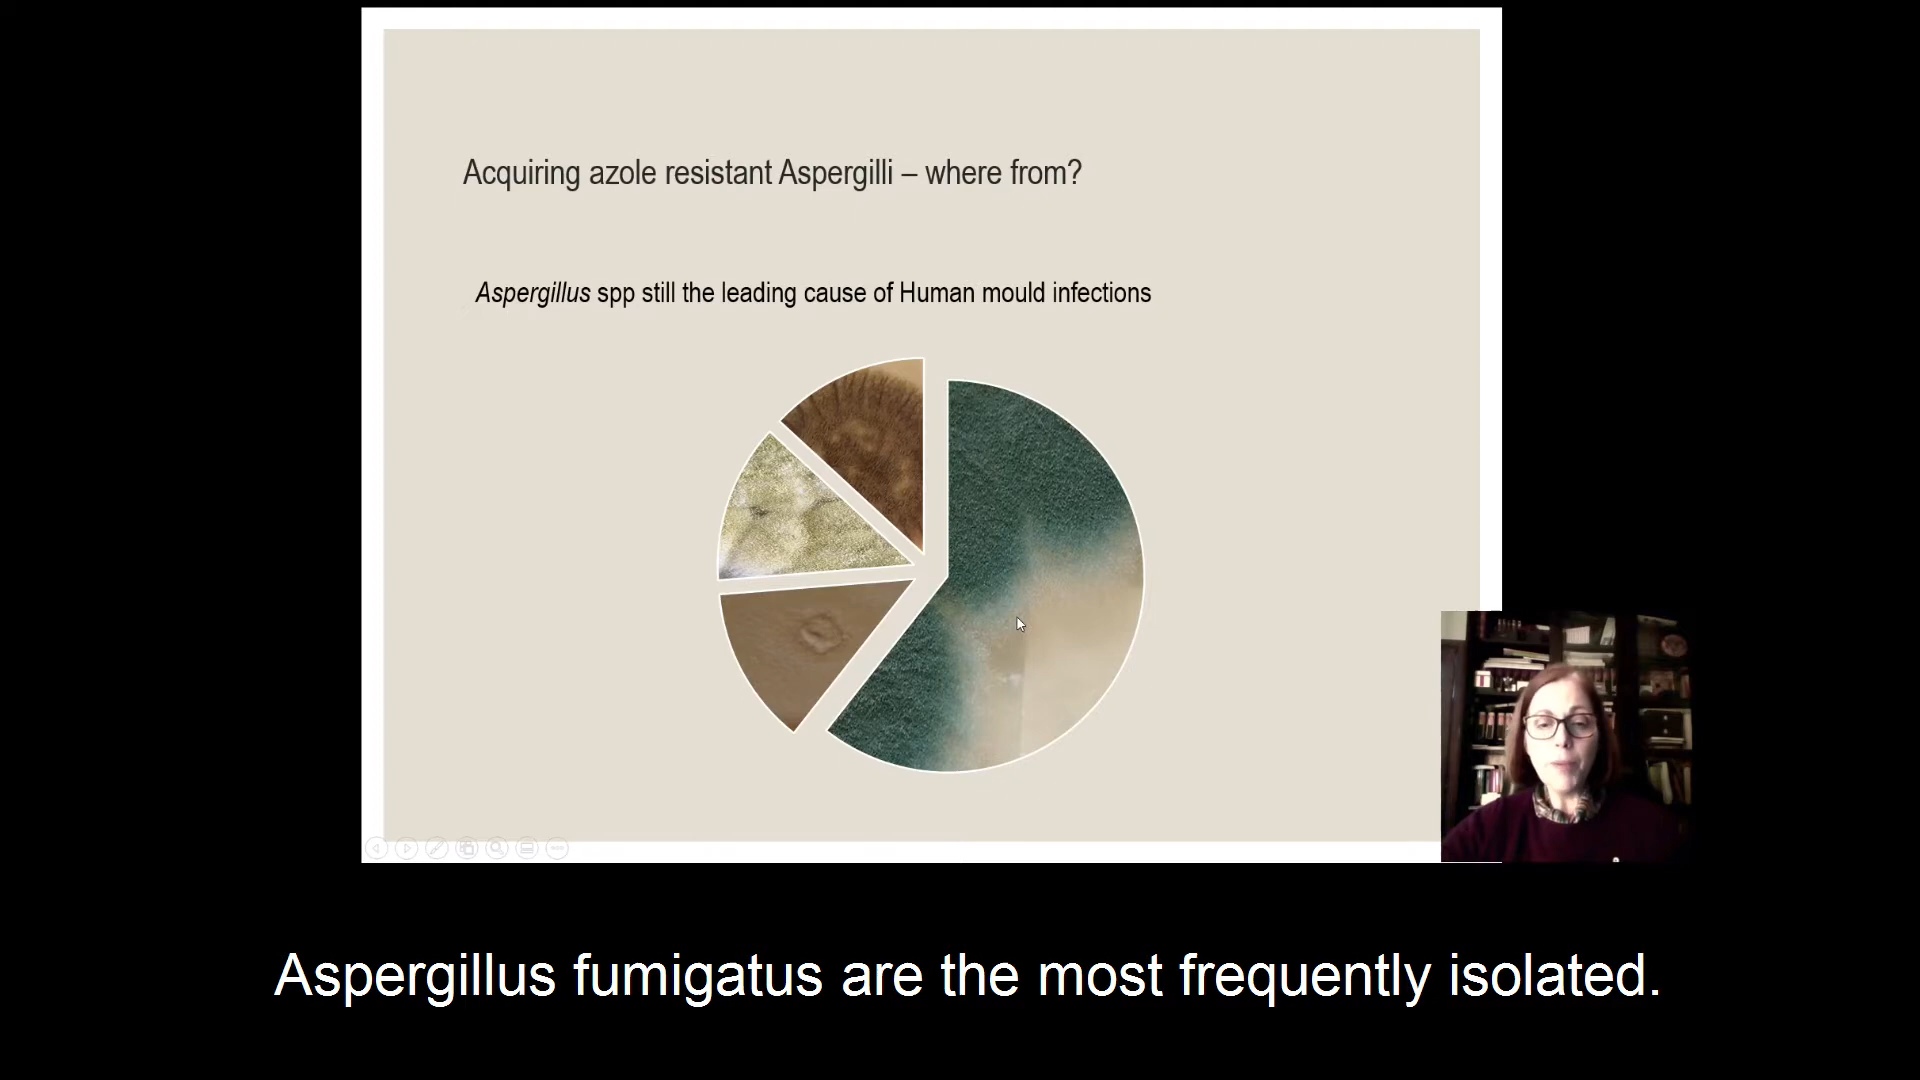 Acquiring azole resistant Aspergilli – where from?
Aspergillus spp still the leading cause of Human mould infections
Aspergillus fumigatus are the most frequently isolated.